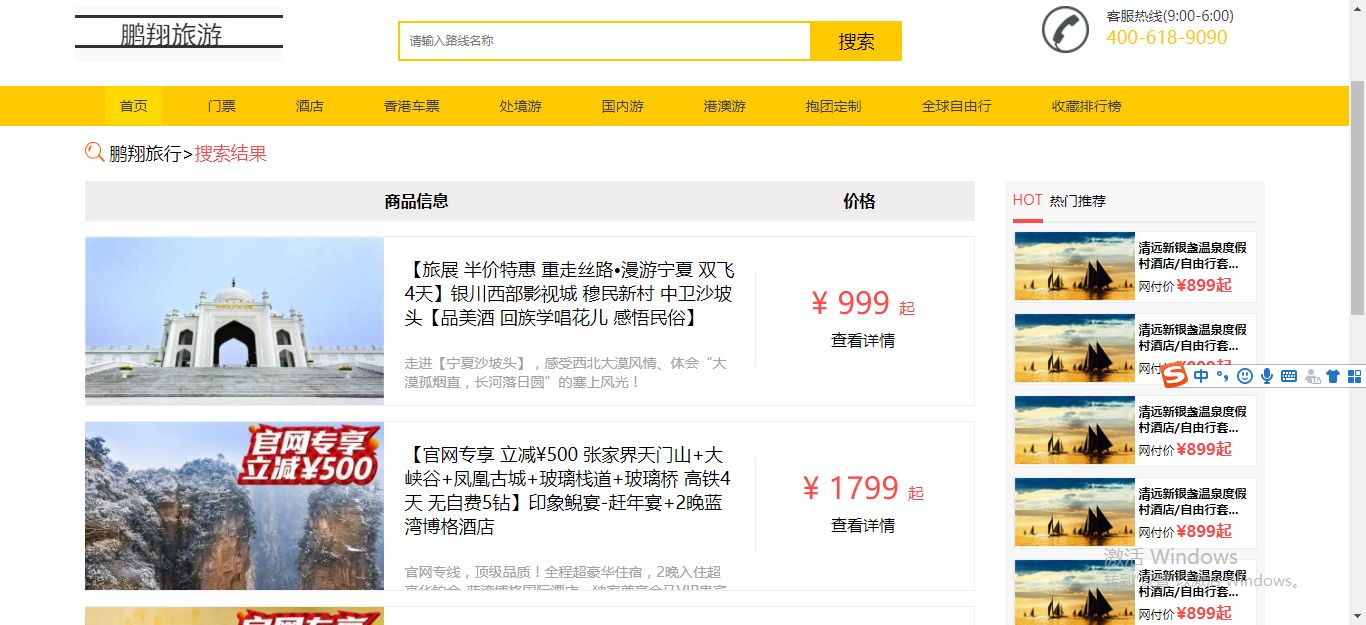 鹏翔旅游
请输入路线名称
搜索
客服热线(9:00-6:00)
400-618-9090
首页
门票
酒店
香港车票
处境游
国内游
港澳游
抱团定制
全球自由行
收藏排行榜
鹏翔旅行>搜索结果
商品信息
价格
【旅展 半价特惠 重走丝路•漫游宁夏 双飞
4天】银川西部影视城 穆民新村 中卫沙坡
头【品美酒 回族学唱花儿 感悟民俗】
走进【宁夏沙坡头】，感受西北大漠风情、体会“大
漠孤烟直，长河落日圆”的塞上风光！
¥ 999 起
查看详情
官网专享
立减¥500
【官网专享 立减¥500 张家界天门山+大
峡谷+凤凰古城+玻璃栈道+玻璃桥 高铁4
天 无自费5钻】印象鲵宴-赶年宴+2晚蓝
湾博格酒店
官网专线，顶级品质！全程超豪华住宿，2晚入住超
¥ 1799 起
查看详情
官网专享
HOT 热门推荐
清远新银盏温泉度假
村酒店/自由行套...
网付价¥899起
清远新银盏温泉度假
村酒店/自由行套...
网付
中
清远新银盏温泉度假
村酒店/自由行套...
网付价¥899起
清远新银盏温泉度假
村酒店/自由行套...
网付价¥899起
激活 Windows
清远新银盏温泉度假
村酒店/自由行套...
Windows。
网付价¥899起